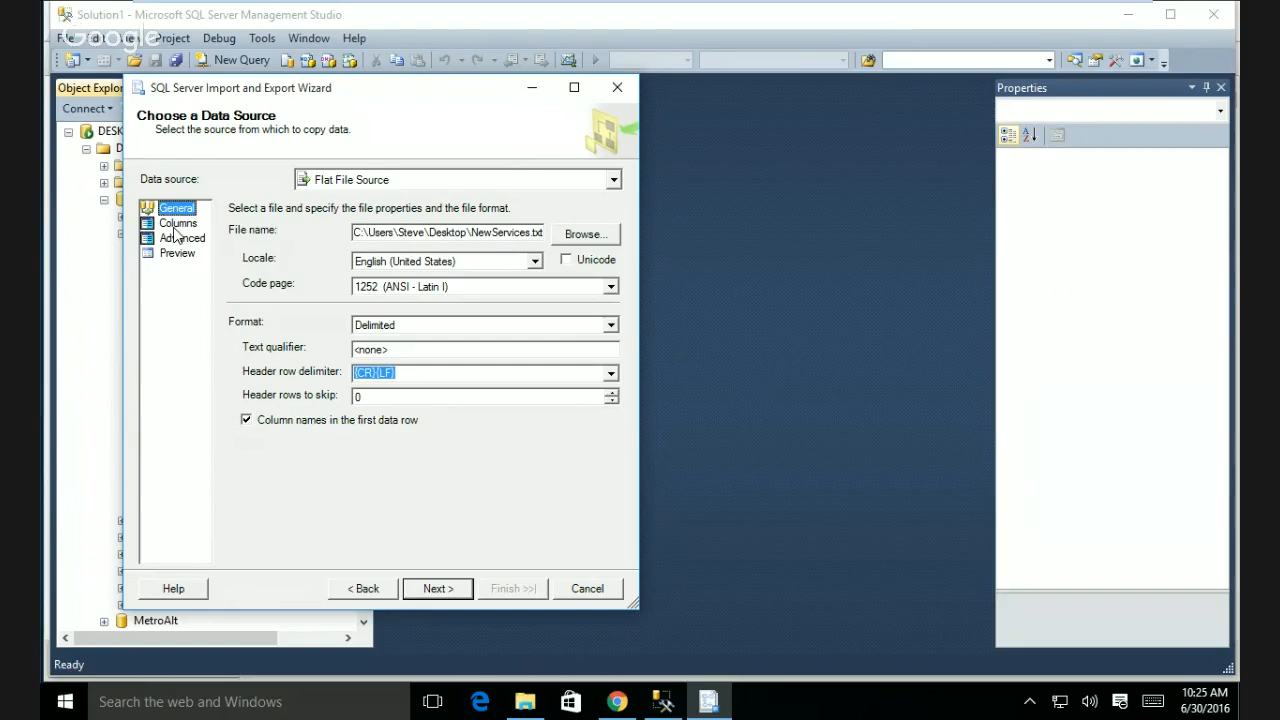 Solution1 - Microsoft SQL Server Management Studio
Google
Project Debug Tools Window Help
New Query
Object Explor
Properties
Connect
DESK
D
SQL Server Import and Export Wizard
Choose a Data Source
Select the source from which to copy data.
Data source: Flat File Source
General
Columns
Advanced
Preview
Select a file and specify the file properties and the file format.
File name: C:\Users\Steve\Desktop\NewServices.txt Browse...
Locale: English (United States) Unicode
Code page: 1252 (ANSI - Latin I)
Format: Delimited
Text qualifier: <none>
Header row delimiter: {CR}{LF}
Header rows to skip: 0
Column names in the first data row
Help < Back Next > Finish >>| Cancel
MetroAlt
Ready
Search the web and Windows
10:25 AM
6/30/2016